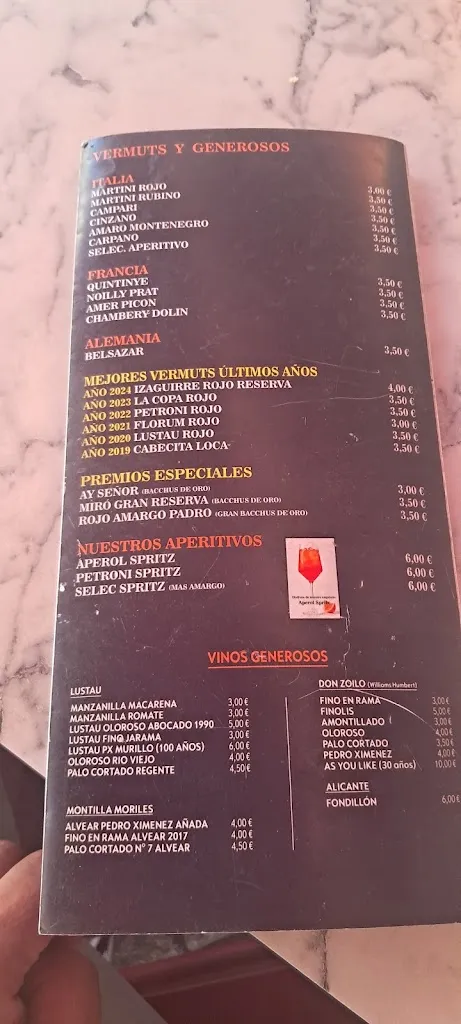 VERMUTS Y GENEROSOS
ITALIA
MARTINI ROJO 3,00 €
MARTINI RUBINO 3,50 €
CAMPARI 3,50 €
CINZANO 3,50 €
AMARO MONTENEGRO 3,50 €
CARPANO 3,50 €
SELEC. APERITIVO 3,50 €
FRANCIA
QUINTINYE 3,50 €
NOILLY PRAT 3,50 €
AMER PICON 3,50 €
CHAMBERY DOLIN 3,50 €
ALEMANIA
BELSAZAR 3,50 €
MEJORES VERMUTS ÚLTIMOS AÑOS
AÑO 2024 IZAGUIRRE ROJO RESERVA 4,00 €
AÑO 2023 LA COPA ROJO 3,50 €
AÑO 2022 PETRONI ROJO 3,50 €
AÑO 2021 FLORUM ROJO 3,00 €
AÑO 2020 LUSTAU ROJO 3,50 €
AÑO 2019 CABECITA LOCA 3,50 €
PREMIOS ESPECIALES
AY SEÑOR (BACCHUS DE ORO) 3,00 €
MIRÓ GRAN RESERVA (BACCHUS DE ORO) 3,50 €
ROJO AMARGO PADRO (GRAN BACCHUS DE ORO) 3,50 €
NUESTROS APERITIVOS
APEROL SPRITZ 6,00 €
PETRONI SPRITZ 6,00 €
SELEC SPRITZ (MAS AMARGO) 6,00 €
Aperol Spritz
VINOS GENEROSOS
LUSTAU
MANZANILLA MACARENA 3,00 €
MANZANILLA ROMATE 3,00 €
LUSTAU OLOROSO ABOCADO 1990 5,00 €
LUSTAU FINO JARAMA 3,00 €
LUSTAU PX MURILLO (100 AÑOS) 6,00 €
OLOROSO RIO VIEJO 4,00 €
PALO CORTADO REGENTE 4,50 €
MONTILLA MORILES
ALVEAR PEDRO XIMENEZ AÑADA 4,00 €
FINO EN RAMA ALVEAR 2017 4,00 €
PALO CORTADO Nº 7 ALVEAR 4,50 €
DON ZOILO (Williams Humbert)
FINO EN RAMA 3,00 €
FINOLIS 5,00 €
AMONTILLADO 3,00 €
OLOROSO 4,00 €
PALO CORTADO 3,50 €
PEDRO XIMENEZ 4,00 €
AS YOU LIKE (30 años) 10,00 €
ALICANTE
FONDILLÓN 6,00 €